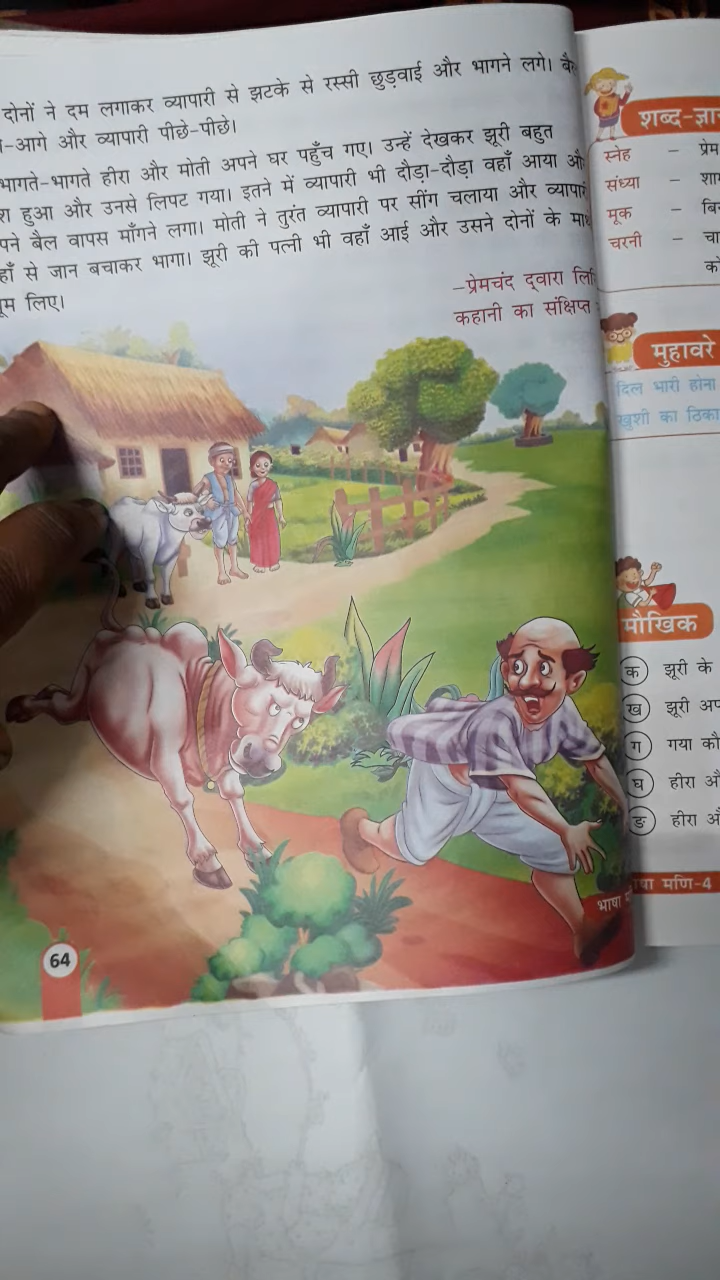 दोनों ने दम लगाकर व्यापारी से झटके से रस्सी छुड़वाई और भागने लगे।
-आगे और व्यापारी पीछे-पीछे।
भागते-भागते हीरा और मोती अपने घर पहुँच गए। उन्हें देखकर झूरी बहुत
हुआ और उनसे लिपट गया। इतने में व्यापारी भी दौड़ा-दौड़ा वहाँ आया
बैल वापस माँगने लगा। मोती ने तुरंत व्यापारी पर सींग चलाया और
से जान बचाकर भागा। झूरी की पत्नी भी वहाँ आई और उसने दोनों के
लिए।
-प्रेमचंद द्वारा
कहानी का संक्षिप्त
64
भाषा
शब्द-ज्ञा
स्नेह - प्रेम
संध्या -
मूक -
चरनी -
मुहावरे
दिल भारी होना
खुशी का
मौखिक
क झूरी के
ख झूरी
ग गया
घ हीरा
ङ हीरा
मणि-4